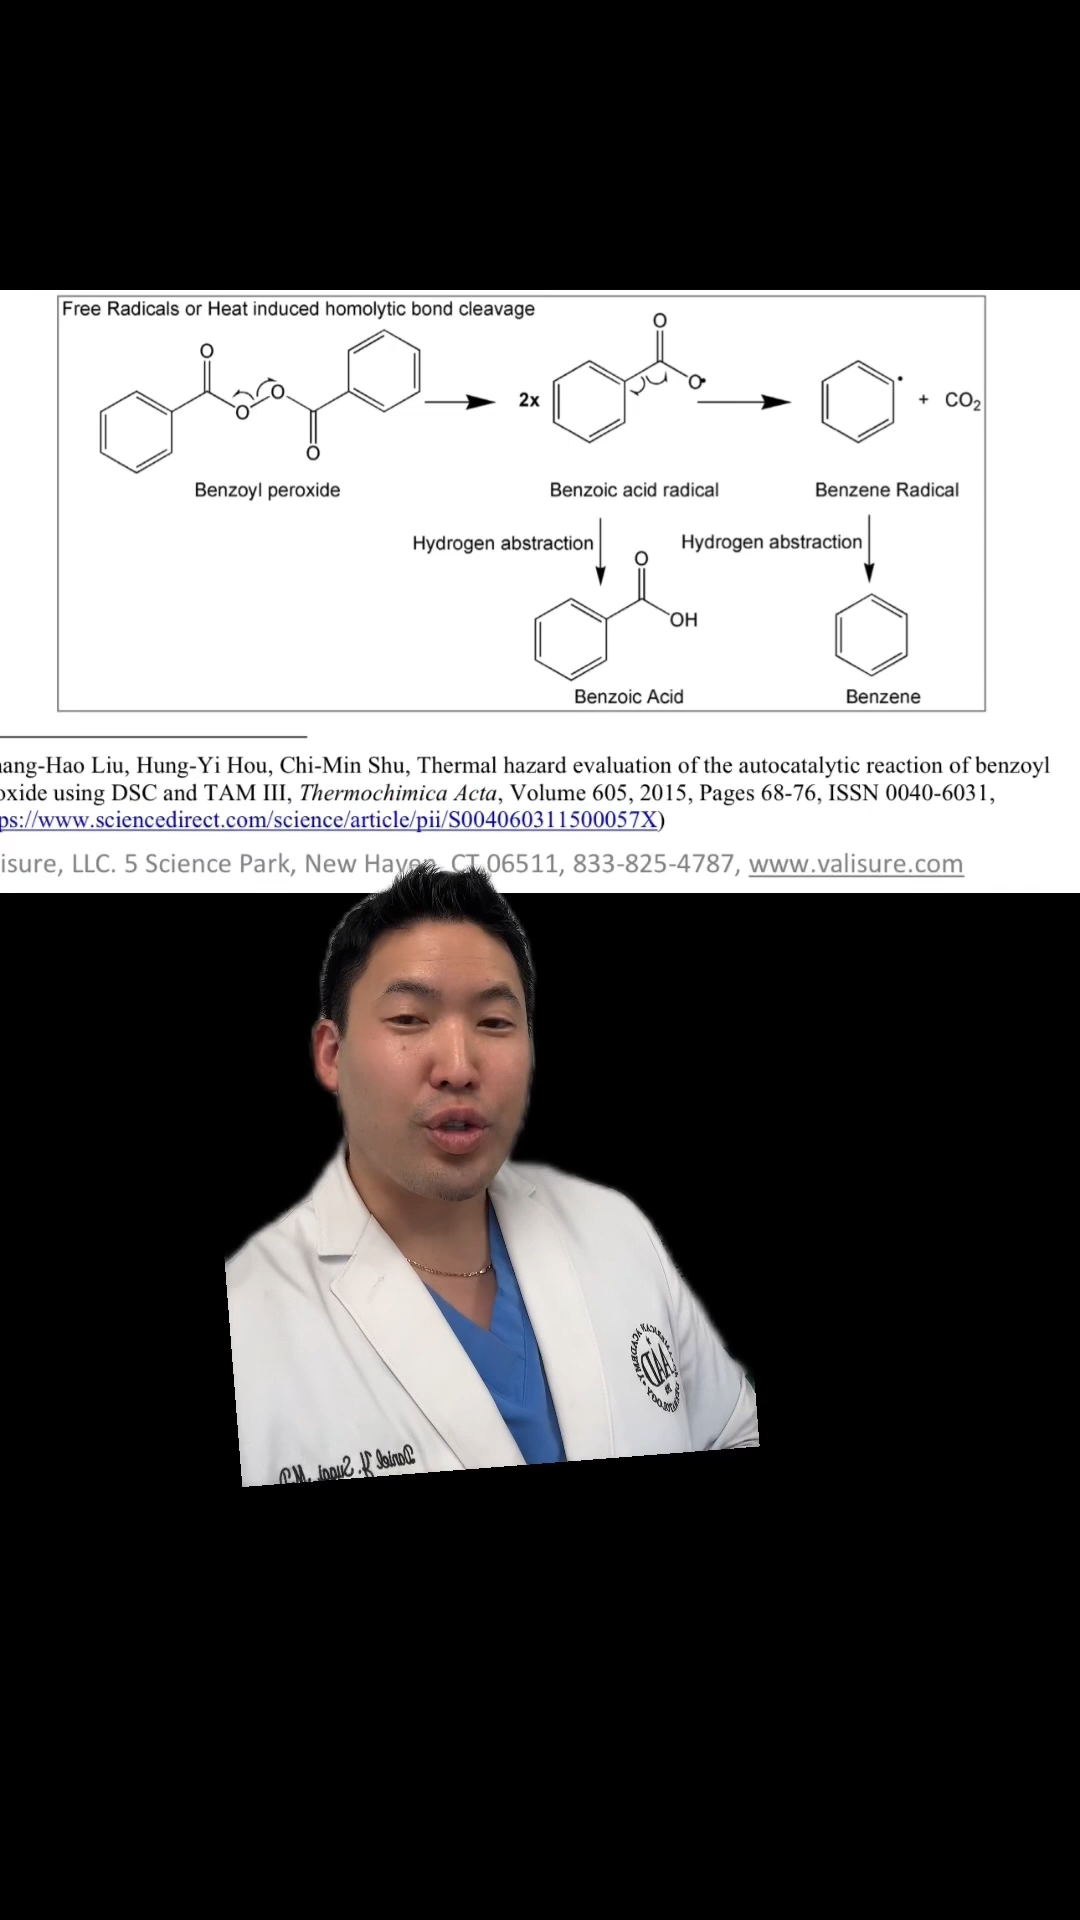 Free Radicals or Heat induced homolytic bond cleavage
O
O
O
O
2x
O
O•
+ CO2
Benzoyl peroxide
Benzoic acid radical
Benzene Radical
Hydrogen abstraction
Hydrogen abstraction
O
OH
Benzoic Acid
Benzene
ang-Hao Liu, Hung-Yi Hou, Chi-Min Shu, Thermal hazard evaluation of the autocatalytic reaction of benzoyl
oxide using DSC and TAM III, Thermochimica Acta, Volume 605, 2015, Pages 68-76, ISSN 0040-6031,
ps://www.sciencedirect.com/science/article/pii/S004060311500057X)
isure, LLC. 5 Science Park, New Haven, CT 06511, 833-825-4787, www.valisure.com
AAD
Daniel Y. Sugai, M.D.